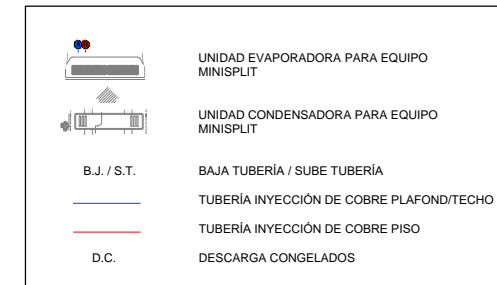 UNIDAD EVAPORADORA PARA EQUIPO
MINISPLIT
UNIDAD CONDENSADORA PARA EQUIPO
MINISPLIT
B.J. / S.T. BAJA TUBERÍA / SUBE TUBERÍA
TUBERÍA INYECCIÓN DE COBRE PLAFOND/TECHO
TUBERÍA INYECCIÓN DE COBRE PISO
D.C. DESCARGA CONGELADOS